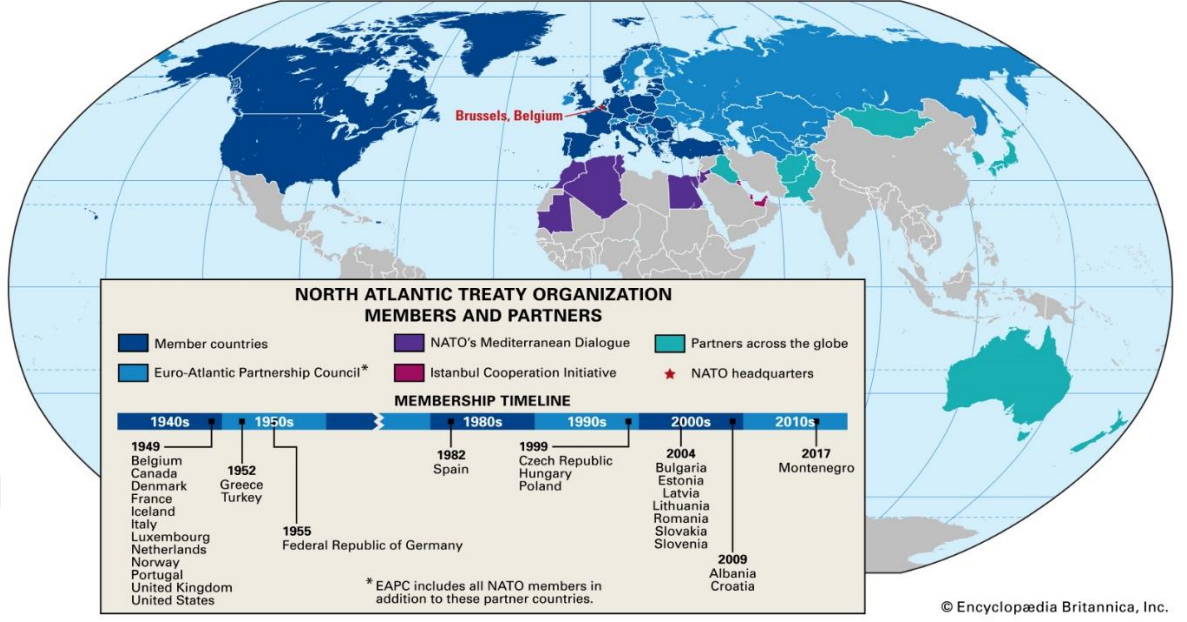 Brussels, Belgium
NORTH ATLANTIC TREATY ORGANIZATION
MEMBERS AND PARTNERS
Member countries
NATO's Mediterranean Dialogue
Partners across the globe
Euro-Atlantic Partnership Council*
Istanbul Cooperation Initiative
NATO headquarters
MEMBERSHIP TIMELINE
1940s
1950s
1980s
1990s
2000s
2010s
1949
Belgium
Canada
Denmark
France
Iceland
Italy
Luxembourg
Netherlands
Norway
Portugal
United Kingdom
United States
1952
Greece
Turkey
1955
Federal Republic of Germany
1982
Spain
1999
Czech Republic
Hungary
Poland
2004
Bulgaria
Estonia
Latvia
Lithuania
Romania
Slovakia
Slovenia
2009
Albania
Croatia
2017
Montenegro
* EAPC includes all NATO members in
addition to these partner countries.
© Encyclopædia Britannica, Inc.